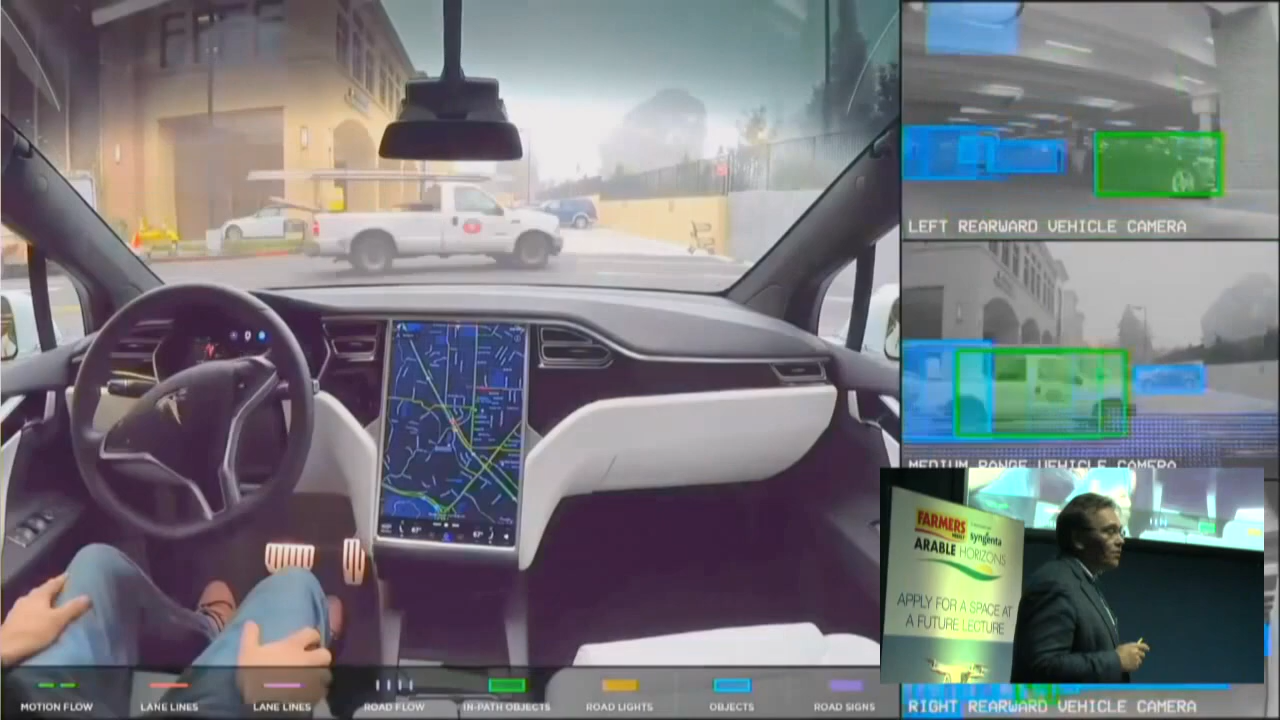 FREE
LEFT REARWARD VEHICLE CAMERA
MEDIUM RANGE VEHICLE CAMERA
FARMERS
WEEKLY
syngenta
ARABLE HORIZONS
APPLY FOR A SPACE AT
A FUTURE LECTURE
MOTION FLOW
LANE LINES
LANE LINES
ROAD FLOW
IN-PATH OBJECTS
ROAD LIGHTS
OBJECTS
ROAD SIGNS
RIGHT REARWARD VEHICLE CAMERA